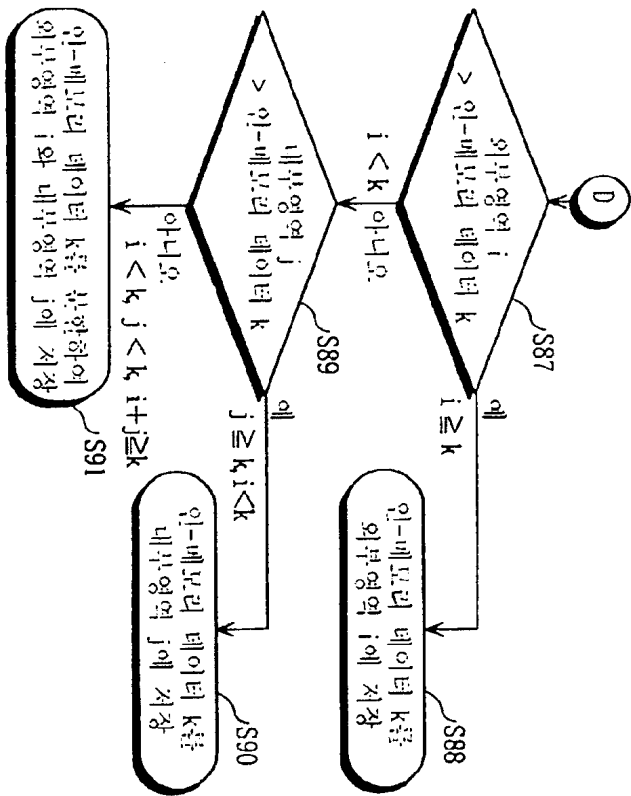 D
외부영역 i
> 인-메모리 데이터 k
S87
예
i≧k
인-메모리 데이터 k를
외부영역 i에 저장
S88
아니오
i<k
내부영역 j
> 인-메모리 데이터 k
S89
예
j≧k, i<k
인-메모리 데이터 k를
내부영역 j에 저장
S90
아니오
i<k, j<k, i+j≧k
인-메모리 데이터 k를 분할하여
외부영역 i와 내부영역 j에 저장
S91